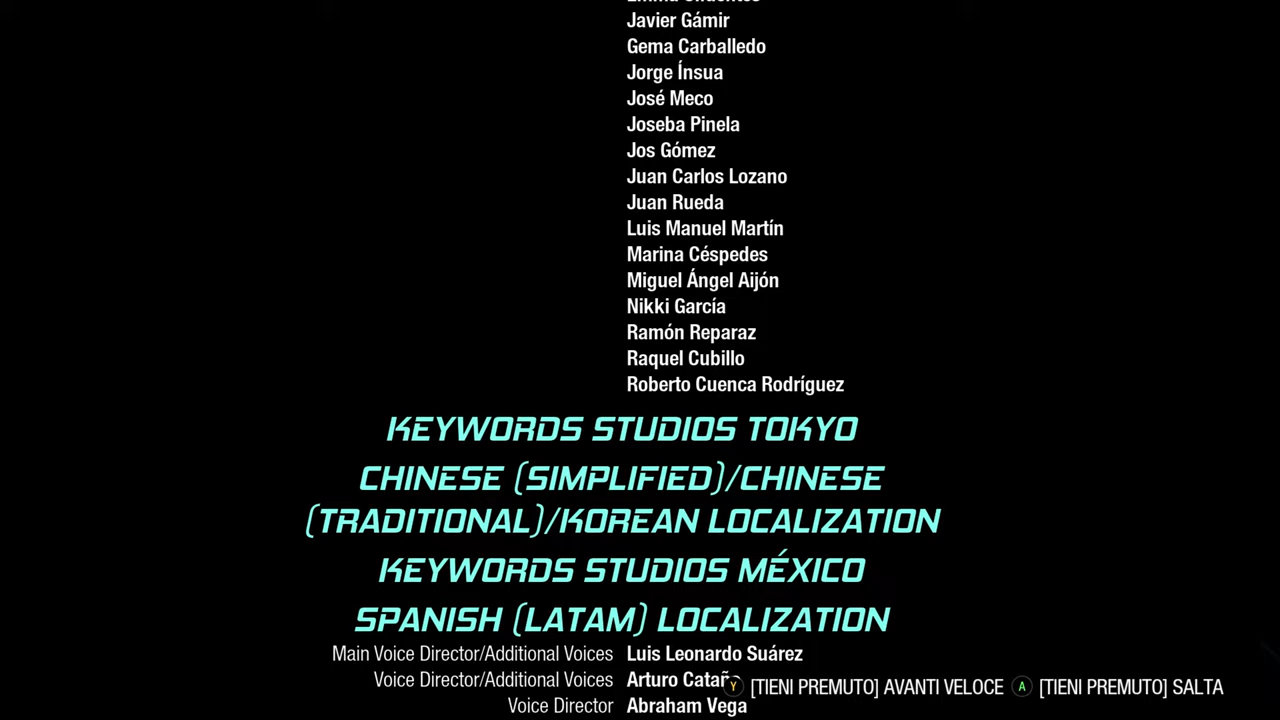 Javier Gámir
Gema Carballedo
Jorge Ínsua
José Meco
Joseba Pinela
Jos Gómez
Juan Carlos Lozano
Juan Rueda
Luis Manuel Martín
Marina Céspedes
Miguel Ángel Aijón
Nikki García
Ramón Reparaz
Raquel Cubillo
Roberto Cuenca Rodríguez
KEYWORDS STUDIOS TOKYO
CHINESE (SIMPLIFIED)/CHINESE
(TRADITIONAL)/KOREAN LOCALIZATION
KEYWORDS STUDIOS MÉXICO
SPANISH (LATAM) LOCALIZATION
Main Voice Director/Additional Voices Luis Leonardo Suárez
Voice Director/Additional Voices Arturo
Voice Director Abraham Vega
Y [TIENI PREMUTO] AVANTI VELOCE A [TIENI PREMUTO] SALTA